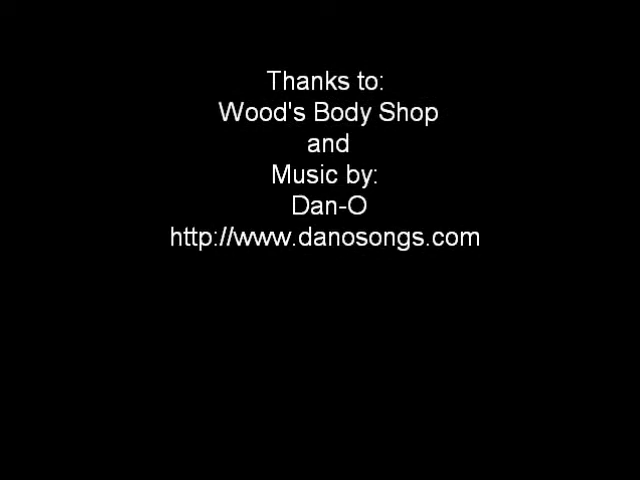 Thanks to:
Wood's Body Shop
and
Music by:
Dan-O
http://www.danosongs.com